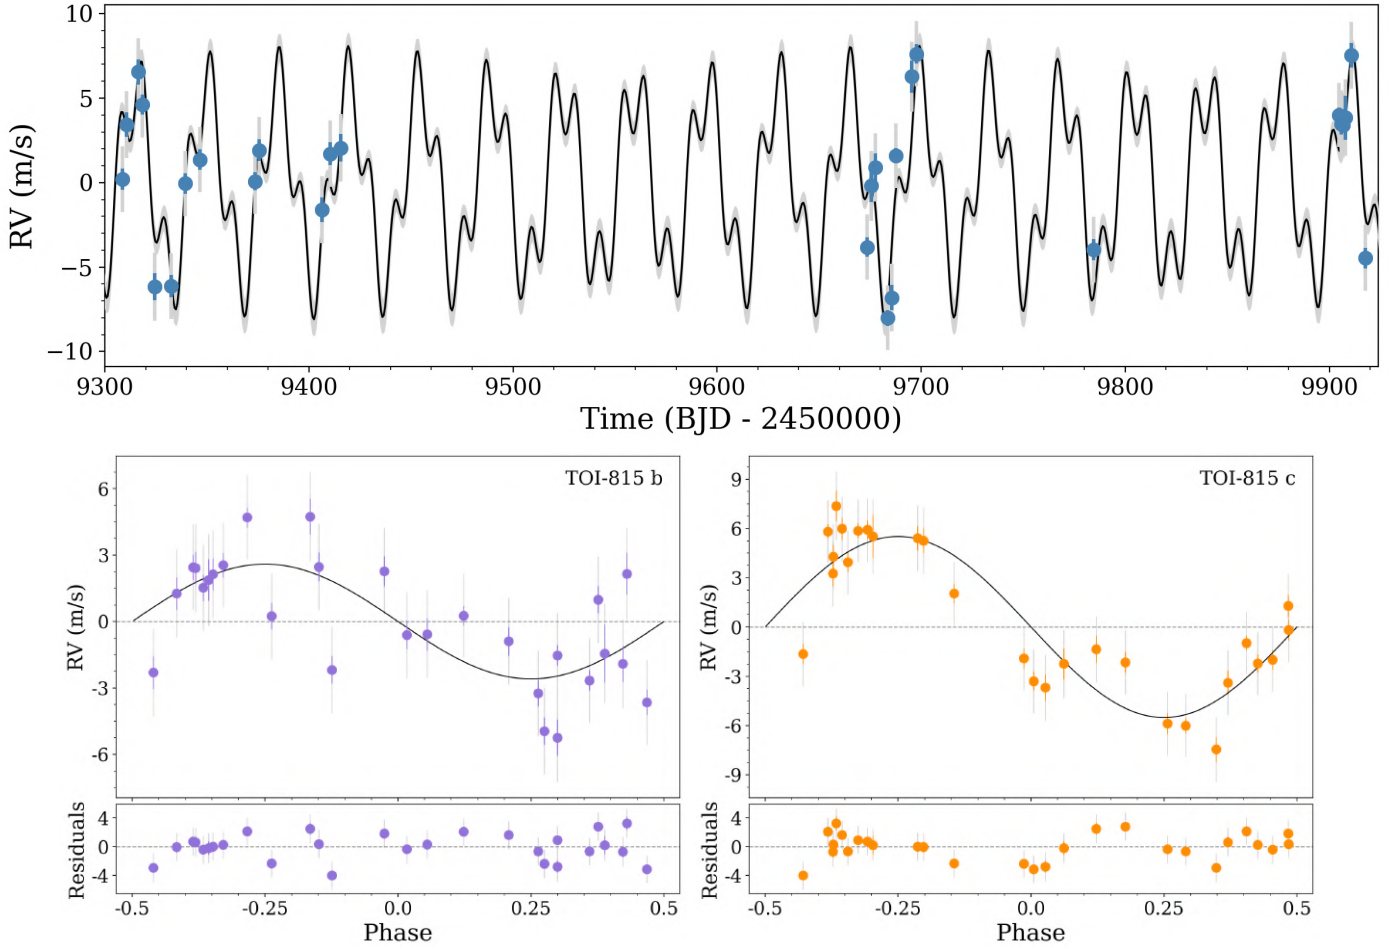 10
5
0
−5
−10
RV (m/s)
9300 9400 9500 9600 9700 9800 9900
Time (BJD - 2450000)
TOI-815 b
6
3
0
-3
-6
RV (m/s)
4
0
-4
Residuals
-0.5 -0.25 0.0 0.25 0.5
Phase
TOI-815 c
9
6
3
0
-3
-6
-9
RV (m/s)
4
0
-4
Residuals
-0.5 -0.25 0.0 0.25 0.5
Phase